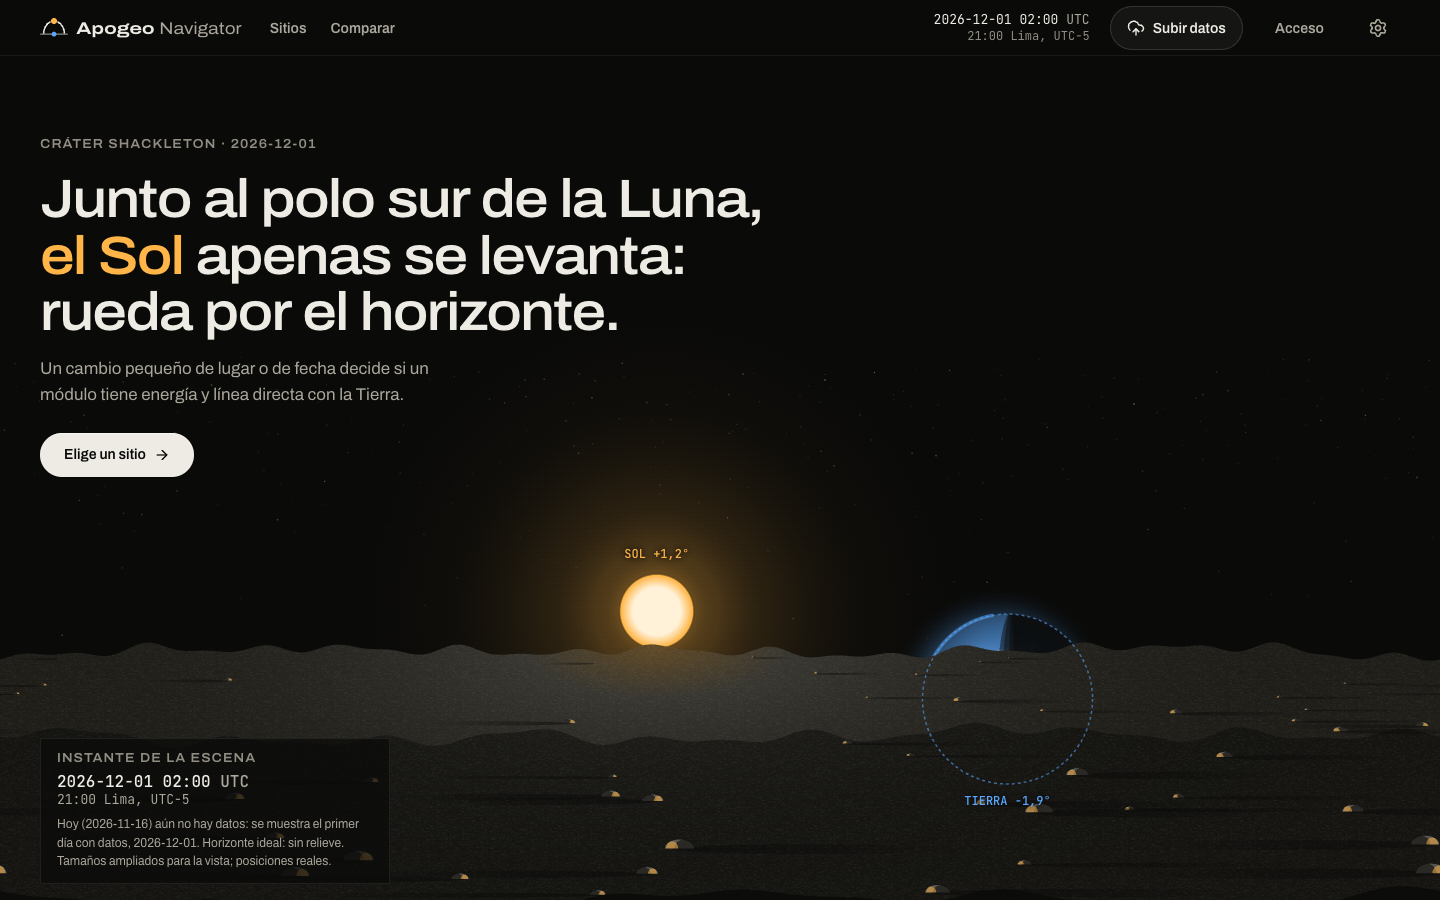 Apogeo Navigator
Sitios
Comparar
2026-12-01 02:00 UTC
21:00 Lima, UTC-5
Subir datos
Acceso
CRÁTER SHACKLETON · 2026-12-01
Junto al polo sur de la Luna,
el Sol apenas se levanta:
rueda por el horizonte.
Un cambio pequeño de lugar o de fecha decide si un
módulo tiene energía y línea directa con la Tierra.
Elige un sitio
SOL +1,2°
TIERRA -1,9°
INSTANTE DE LA ESCENA
2026-12-01 02:00 UTC
21:00 Lima, UTC-5
Hoy (2026-11-16) aún no hay datos: se muestra el primer
día con datos, 2026-12-01. Horizonte ideal: sin relieve.
Tamaños ampliados para la vista; posiciones reales.